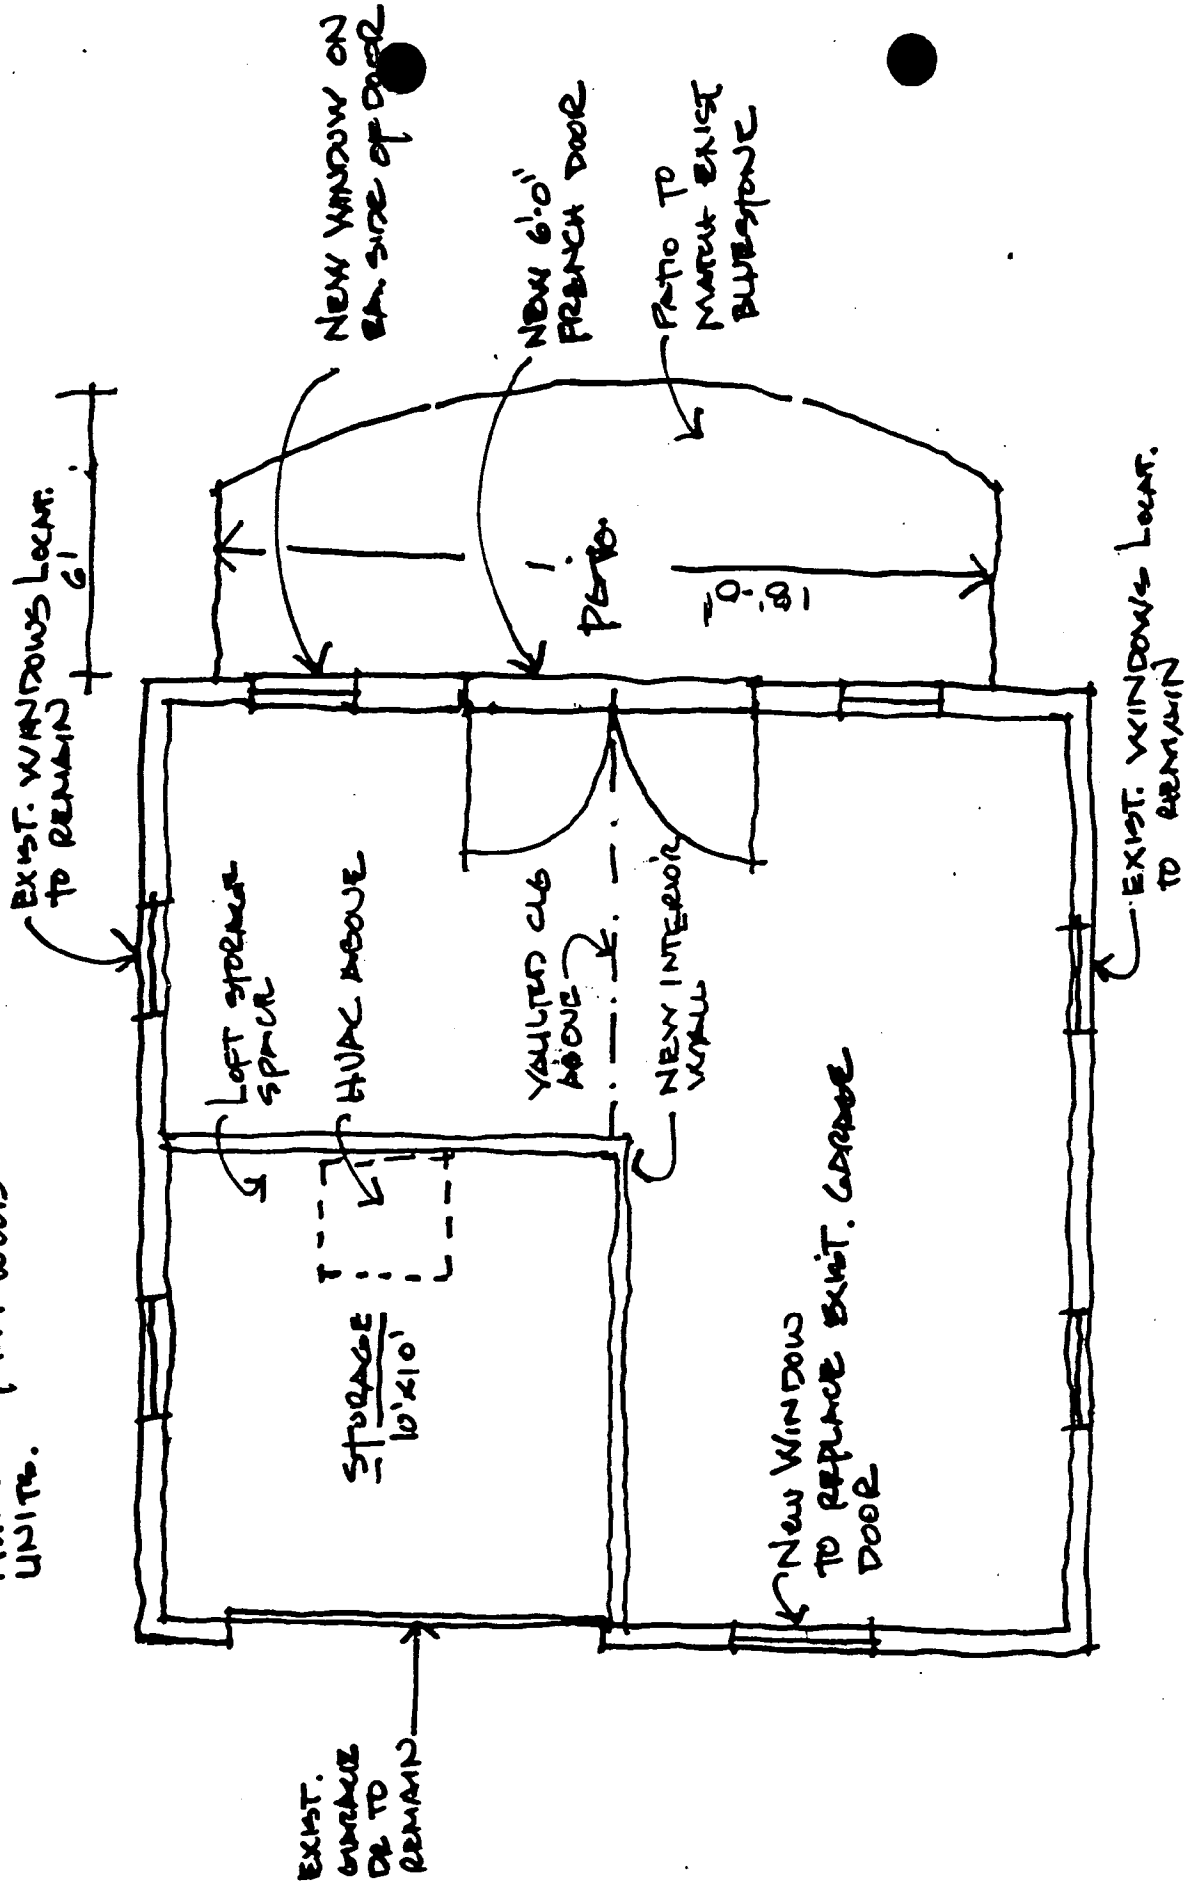 UNITS.
EXIST. WINDOWS LOCAT.
TO REMAIN
6'
NEW WINDOW ON
EA. SIDE OF DOOR
NEW 6'-0"
FRENCH DOOR
PATIO TO
MATCH EXIST
BLUESTONE
18'-0"
LOFT STORAGE
SPACE
HVAC ABOVE
VAULTED CLG
ABOVE
NEW INTERIOR
WALL
STORAGE
10'x10'
NEW WINDOW
TO REPLACE EXIST. GARAGE
DOOR
EXIST.
GARAGE
DR TO
REMAIN
EXIST. WINDOWS LOCAT.
TO REMAIN